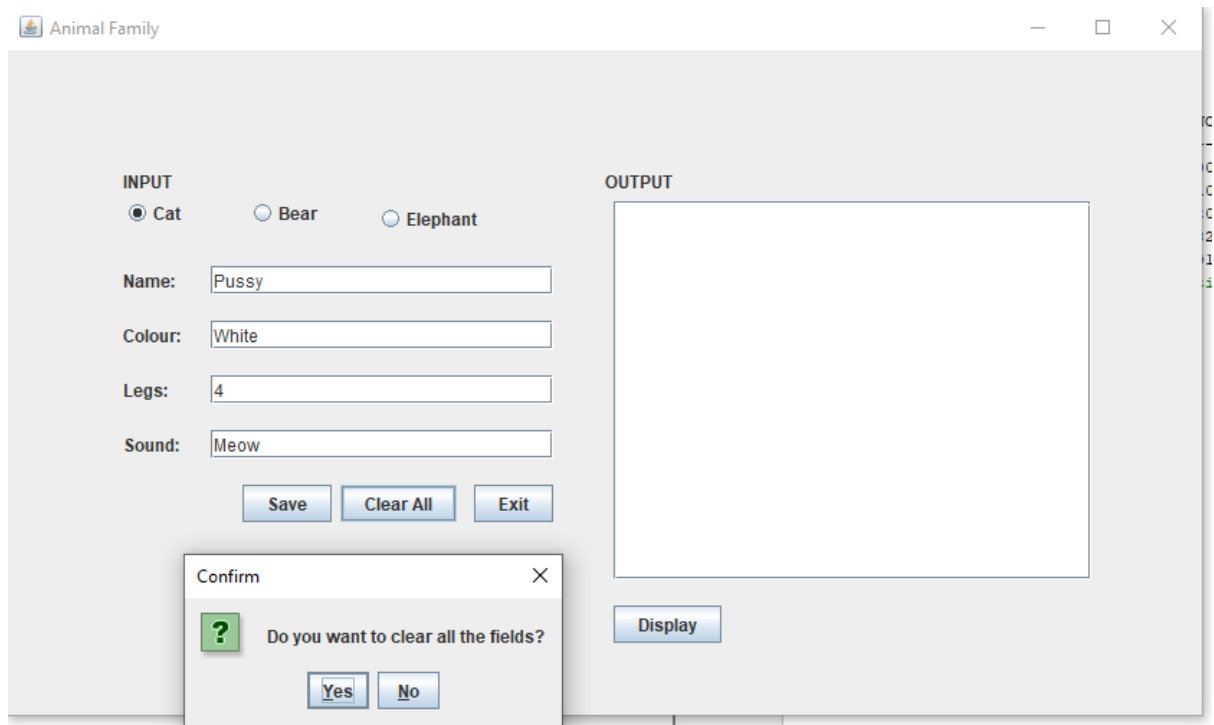 Animal Family
INPUT
Cat Bear Elephant
Name: Pussy
Colour: White
Legs: 4
Sound: Meow
Save Clear All Exit
OUTPUT
Display
Confirm
? Do you want to clear all the fields?
Yes No